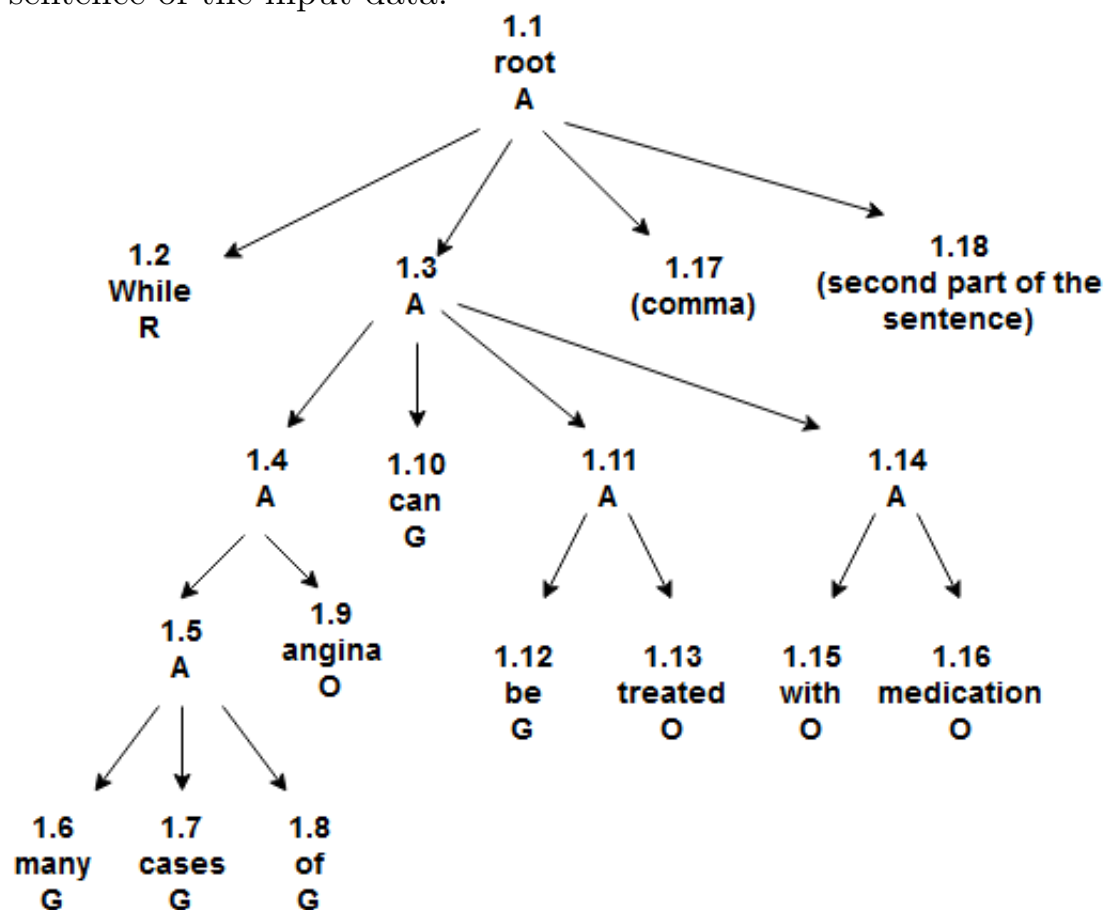 sentence of the input data.
1.1
root
A
1.2
While
R
1.3
A
1.17
(comma)
1.18
(second part of the
sentence)
1.4
A
1.10
can
G
1.11
A
1.14
A
1.5
A
1.9
angina
O
1.12
be
G
1.13
treated
O
1.15
with
O
1.16
medication
O
1.6
many
G
1.7
cases
G
1.8
of
G